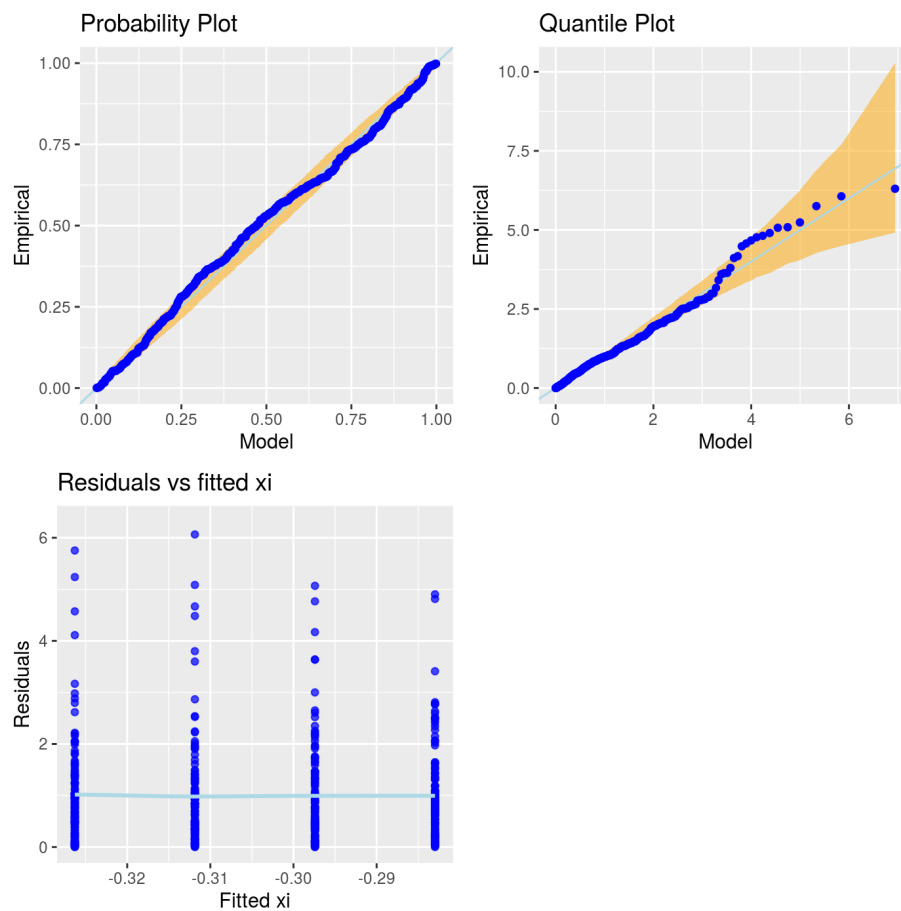 Probability Plot
1.00
0.75
0.50
0.25
0.00
Empirical
0.00 0.25 0.50 0.75 1.00
Model
Quantile Plot
10.0
7.5
5.0
2.5
0.0
Empirical
0 2 4 6
Model
Residuals vs fitted xi
6
4
2
0
Residuals
-0.32 -0.31 -0.30 -0.29
Fitted xi